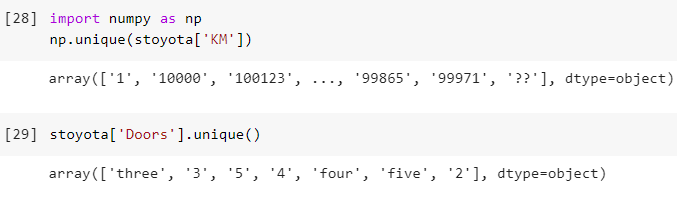 [28] import numpy as np
np.unique(stoyota['KM'])
array(['1', '10000', '100123', ..., '99865', '99971', '??'], dtype=object)
[29] stoyota['Doors'].unique()
array(['three', '3', '5', '4', 'four', 'five', '2'], dtype=object)